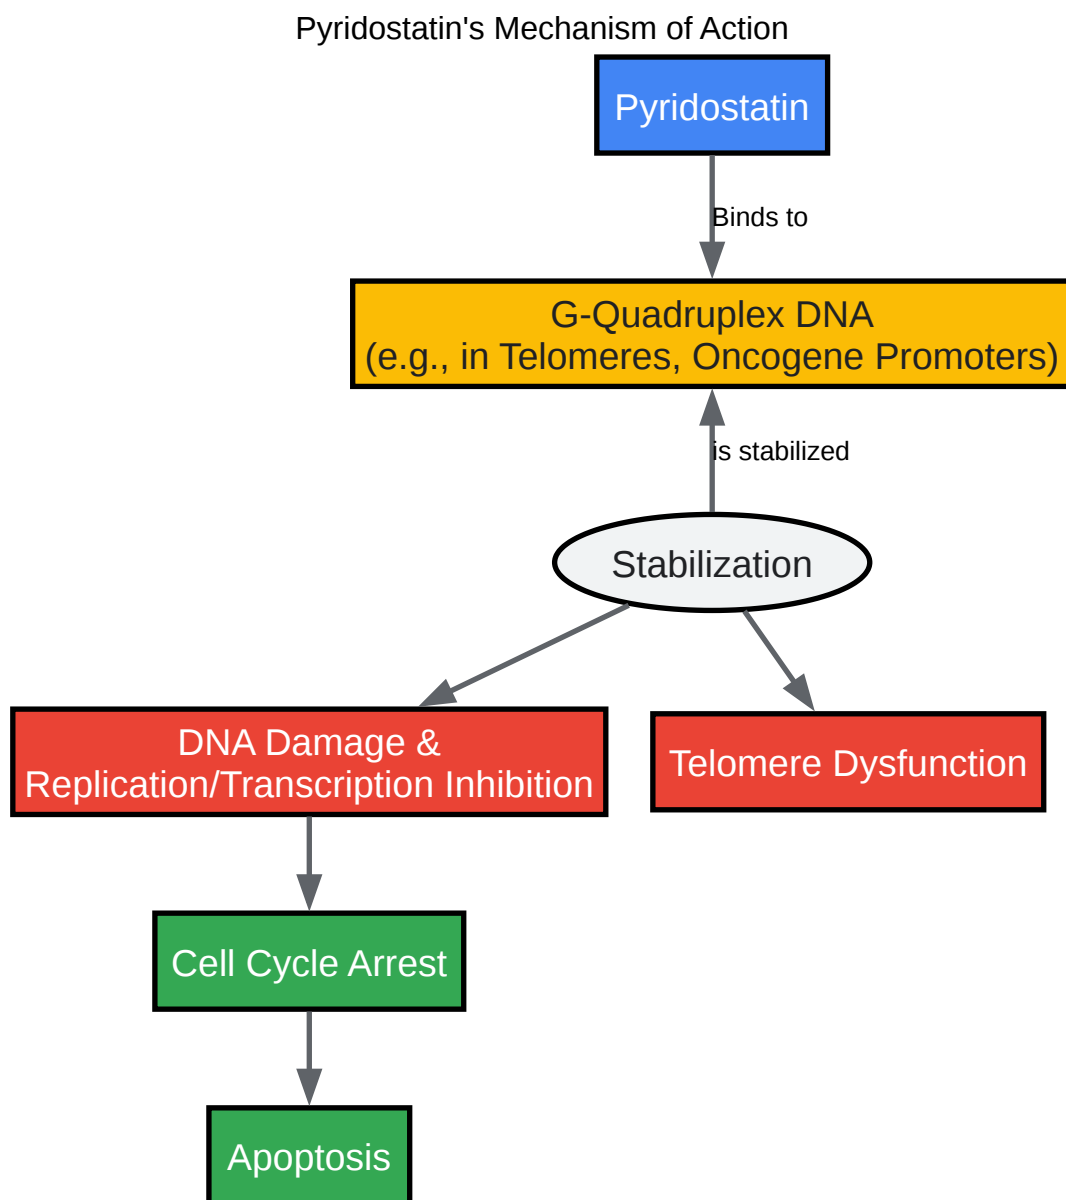 Pyridostatin's Mechanism of Action
Pyridostatin
Binds to
G-Quadruplex DNA
(e.g., in Telomeres, Oncogene Promoters)
is stabilized
Stabilization
DNA Damage &
Replication/Transcription Inhibition
Telomere Dysfunction
Cell Cycle Arrest
Apoptosis